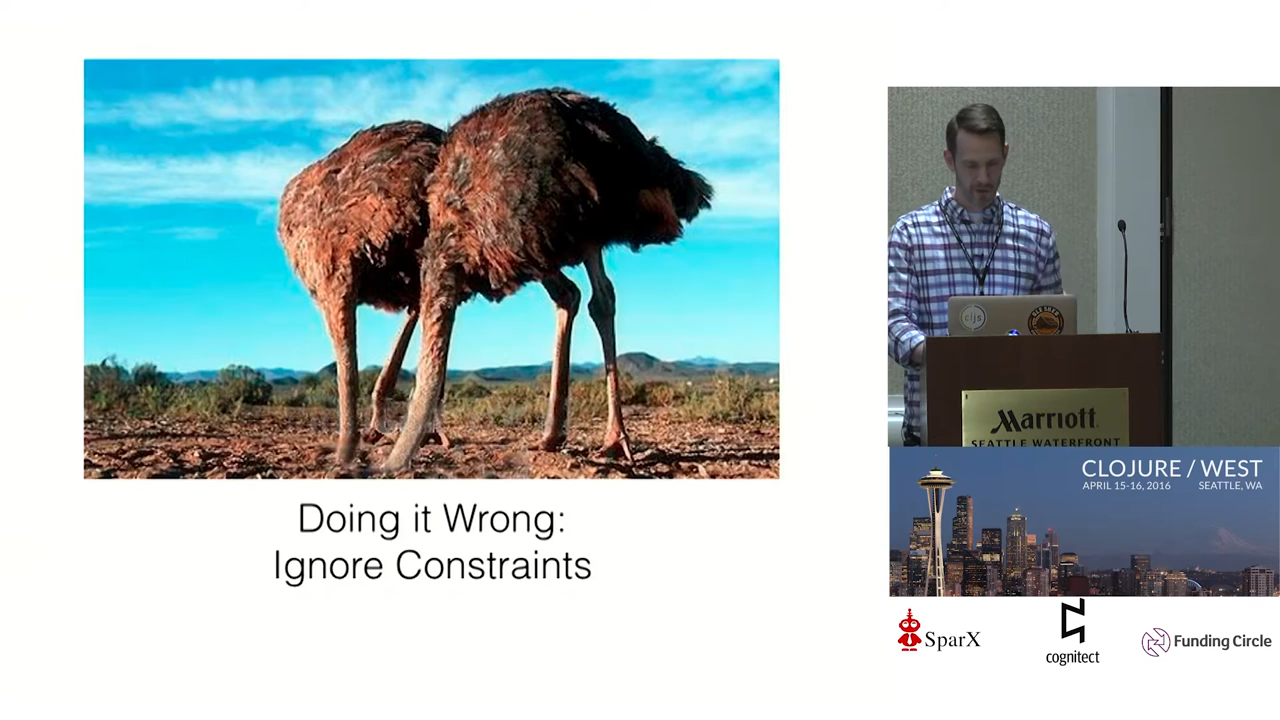 Doing it Wrong:
Ignore Constraints
cljs
Marriott
SEATTLE WATERFRONT
CLOJURE / WEST
APRIL 15-16, 2016 SEATTLE, WA
SparX
cognitect
Funding Circle